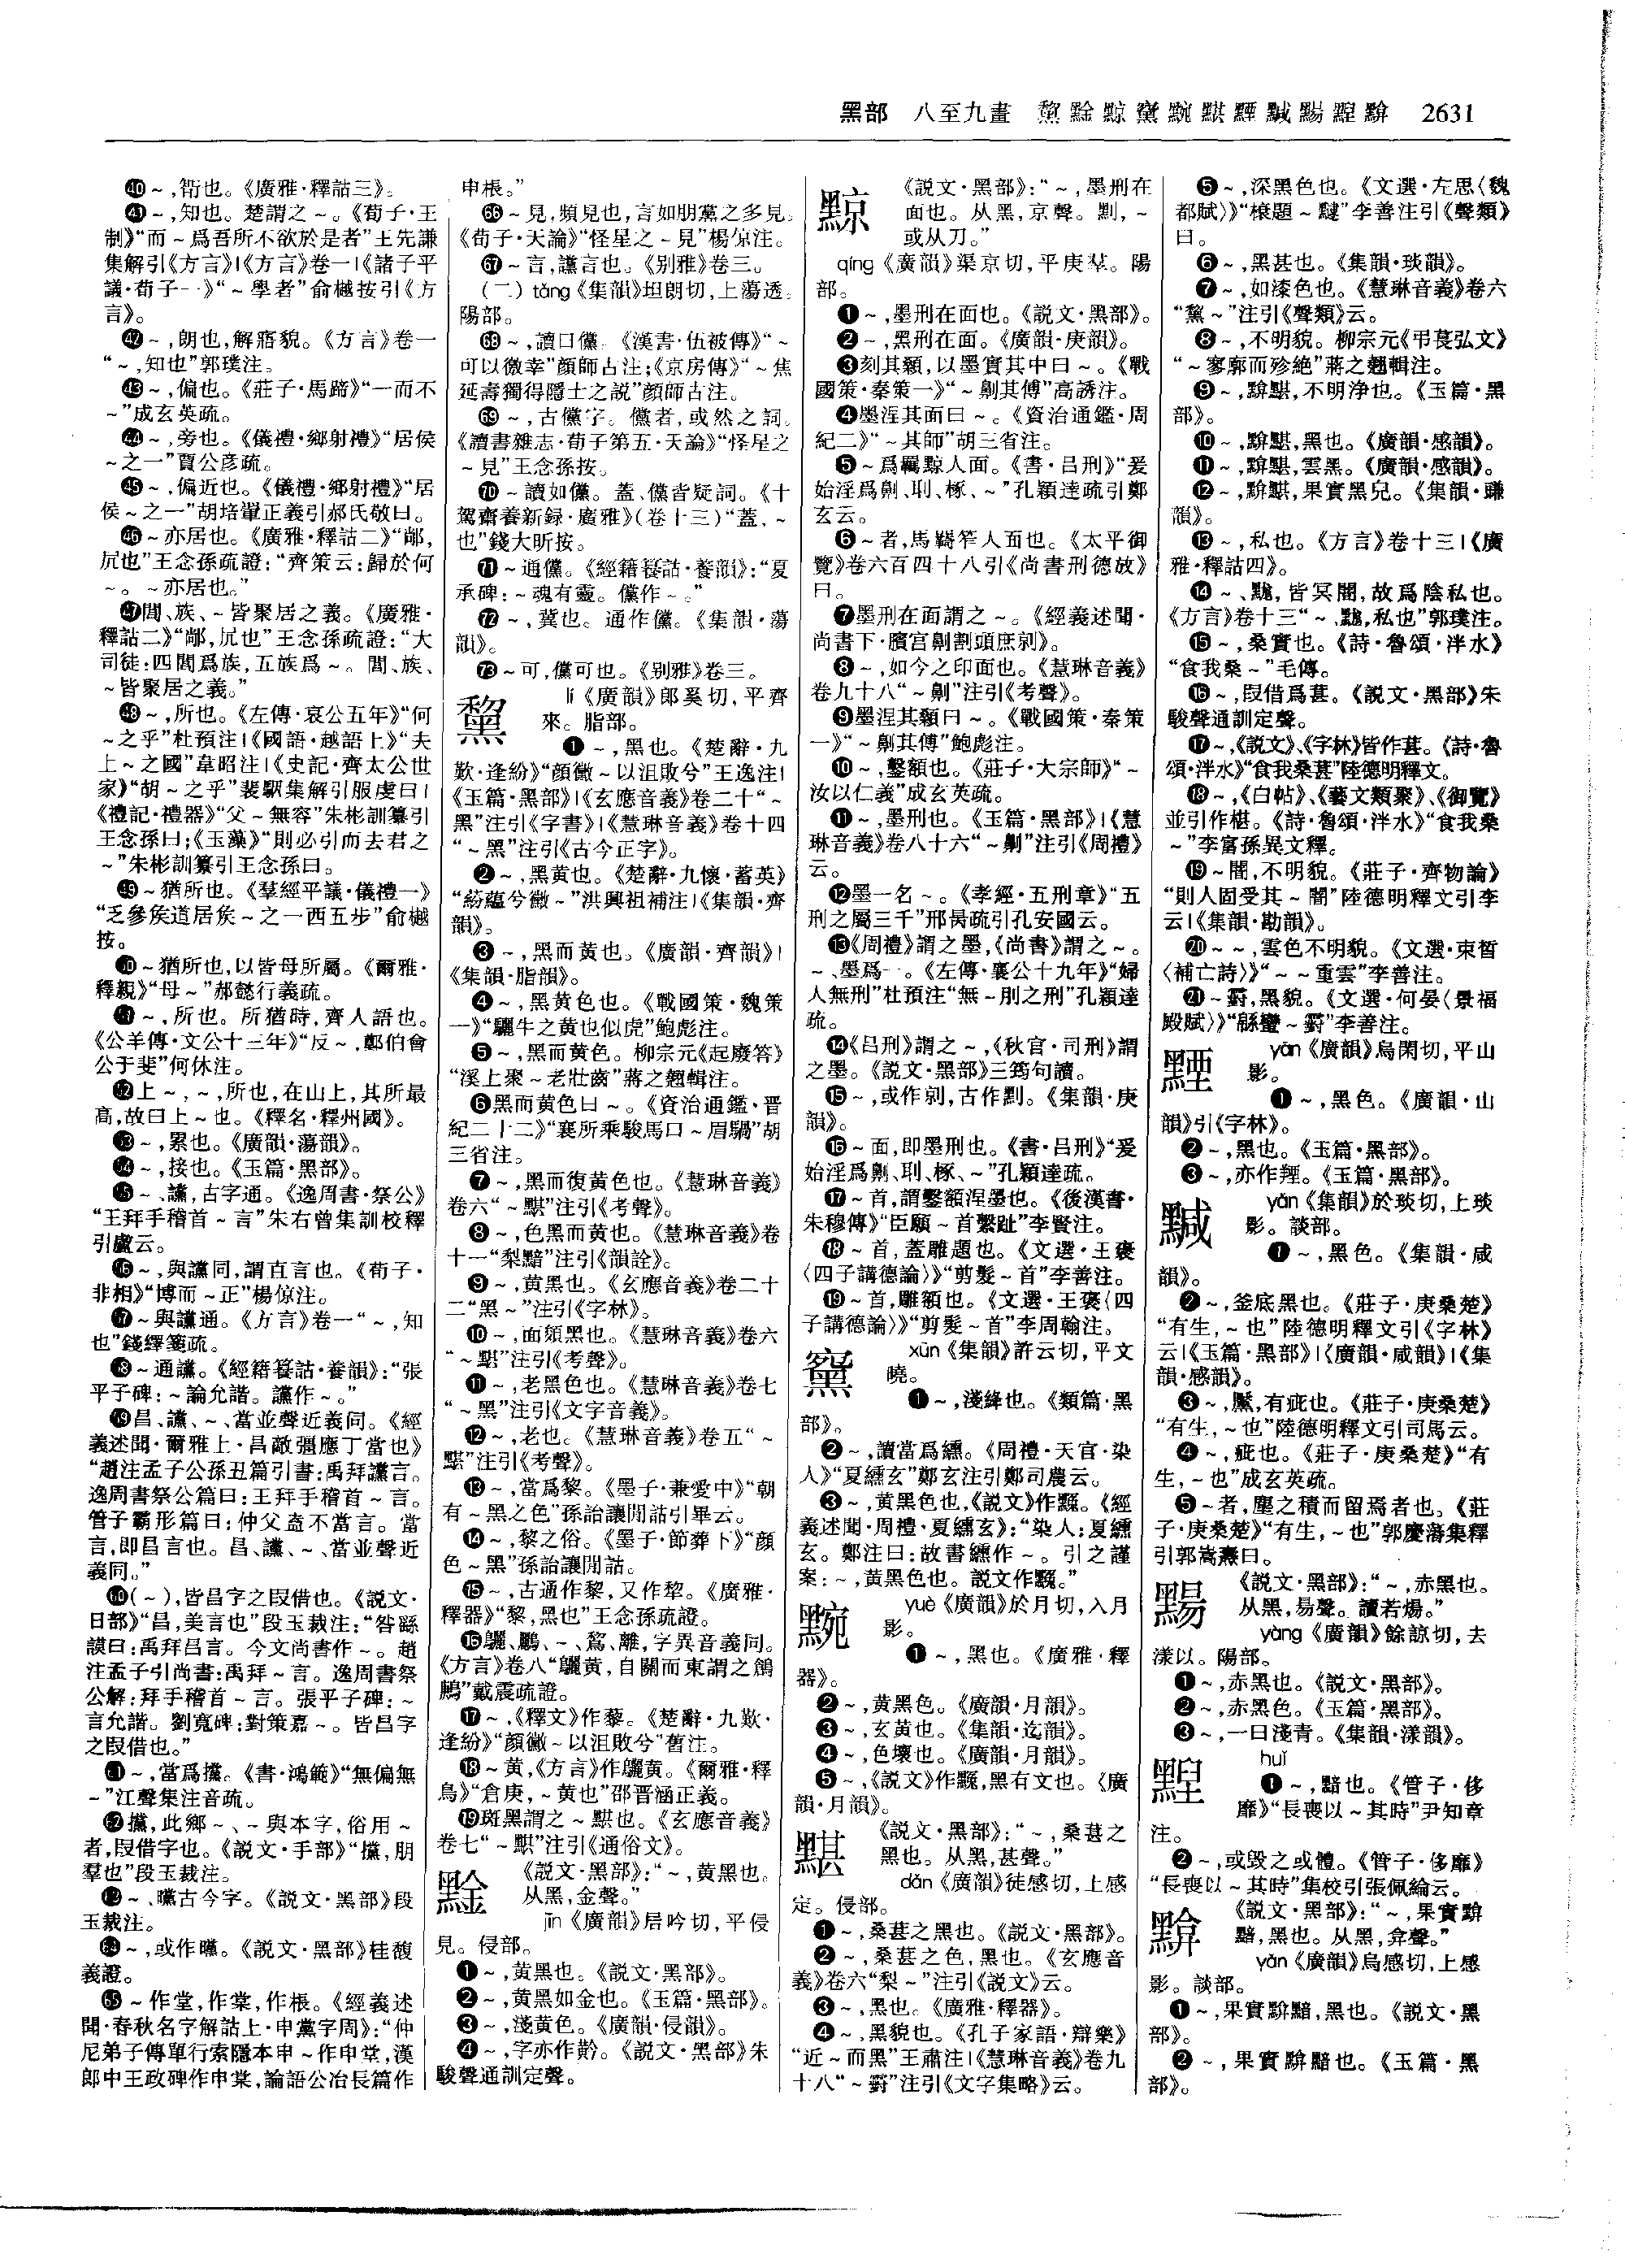 黑部　八至九畫　黧䵖黥䵫䵥黮黫黬䵮䵻黭　2631
㊵～，衎也。《廣雅·釋詁三》。
㊶～，知也。楚謂之～。《荀子·王
制》“而～爲吾所不欲於是者”王先謙
集解引《方言》|《方言》卷一|《諸子平
議·荀子一》“～學者”俞樾按引《方
言》。
㊷～，朗也，解寤貌。《方言》卷一
“～，知也”郭璞注。
㊸～，偏也。《莊子·馬蹄》“一而不
～”成玄英疏。
㊹～，旁也。《儀禮·鄉射禮》“居侯
～之一”賈公彦疏。
㊺～，偏近也。《儀禮·鄉射禮》“居
侯～之一”胡培翬正義引郝氏敬曰。
㊻～亦居也。《廣雅·釋詁二》“鄙，
凥也”王念孫疏證：“齊策云：歸於何
～。～亦居也。”
㊼閭、族、～皆聚居之義。《廣雅·
釋詁二》“鄙，凥也”王念孫疏證：“大
司徒：四閭爲族，五族爲～。閭、族、
～皆聚居之義。”
㊽～，所也。《左傳·哀公五年》“何
～之乎”杜預注|《國語·越語上》“夫
上～之國”韋昭注|《史記·齊太公世
家》“胡～之乎”裴駰集解引服虔曰|
《禮記·禮器》“父～無容”朱彬訓纂引
王念孫曰；《玉藻》“則必引而去君之
～”朱彬訓纂引王念孫曰。
㊾～猶所也。《羣經平議·儀禮一》
“乏參侯道居侯～之一西五步”俞樾
按。
㊿～猶所也，以皆母所屬。《爾雅·
釋親》“母～”郝懿行義疏。
51～，所也。所猶時，齊人語也。
《公羊傳·文公十三年》“反～，鄭伯會
公于斐”何休注。
52上～，～，所也，在山上，其所最
高，故曰上～也。《釋名·釋州國》。
53～，累也。《廣韻·蕩韻》。
54～，接也。《玉篇·黑部》。
55～、讜，古字通。《逸周書·祭公》
“王拜手稽首～言”朱右曾集訓校釋
引盧云。
56～，與讜同，謂直言也。《荀子·
非相》“博而～正”楊倞注。
57～與讜通。《方言》卷一“～，知
也”錢繹箋疏。
58～通讜。《經籍籑詁·養韻》：“張
平子碑：～論允諧。讜作～。”
59昌、讜、～、當並聲近義同。《經
義述聞·爾雅上·昌敵彊應丁當也》
“趙注孟子公孫丑篇引書：禹拜讜言。
逸周書祭公篇曰：王拜手稽首～言。
管子霸形篇曰：仲父盍不當言。當
言，即昌言也。昌、讜、～、當並聲近
義同。”
60（～），皆昌字之叚借也。《説文·
日部》“昌，美言也”段玉裁注：“咎繇
謨曰：禹拜昌言。今文尚書作～。趙
注孟子引尚書：禹拜～言。逸周書祭
公解：拜手稽首～言。張平子碑：～
言允諧。劉寬碑：對策嘉～。皆昌字
之叚借也。”
61～，當爲攩。《書·鴻範》“無偏無
～”江聲集注音疏。
62攩，此鄉～、～與本字，俗用～
者，叚借字也。《説文·手部》“攩，朋
羣也”段玉裁注。
63～、曭古今字。《説文·黑部》段
玉裁注。
64～，或作曭。《説文·黑部》桂馥
義證。
65～作堂，作棠，作棖。《經義述
聞·春秋名字解詁上·申黨字周》：“仲
尼弟子傳單行索隱本申～作申堂，漢
郎中王政碑作申棠，論語公冶長篇作
申棖。”
66～見，頻見也，言如朋黨之多見。
《荀子·天論》“怪星之～見”楊倞注。
67～言，讜言也。《别雅》卷三。
（二）tǎng《集韻》坦朗切，上蕩透。
陽部。
68～，讀曰儻。《漢書·伍被傳》“～
可以徼幸”顏師古注；《京房傳》“～焦
延壽獨得隱士之説”顏師古注。
69～，古儻字。儻者，或然之詞。
《讀書雜志·荀子第五·天論》“怪星之
～見”王念孫按。
70～讀如儻。蓋、儻皆疑詞。《十
駕齋養新録·廣雅》（卷十三）“蓋，～
也”錢大昕按。
71～通儻。《經籍籑詁·養韻》：“夏
承碑：～魂有靈。儻作～。”
72～，冀也。通作儻。《集韻·蕩
韻》。
73～可，儻可也。《别雅》卷三。
黧
lí《廣韻》郎奚切，平齊
來。脂部。
❶～，黑也。《楚辭·九
歎·逢紛》“顏黴～以沮敗兮”王逸注|
《玉篇·黑部》|《玄應音義》卷二十“～
黑”注引《字書》|《慧琳音義》卷十四
“～黑”注引《古今正字》。
❷～，黑黄也。《楚辭·九懷·蓄英》
“紛蘊兮黴～”洪興祖補注|《集韻·齊
韻》。
❸～，黑而黄也。《廣韻·齊韻》|
《集韻·脂韻》。
❹～，黑黄色也。《戰國策·魏策
一》“驪牛之黄也似虎”鮑彪注。
❺～，黑而黄色。柳宗元《起廢答》
“溪上聚～老壯齒”蔣之翹輯注。
❻黑而黄色曰～。《資治通鑑·晋
紀二十二》“襄所乘駿馬曰～眉騧”胡
三省注。
❼～，黑而復黃色也。《慧琳音義》
卷六“～黮”注引《考聲》。
❽～，色黑而黄也。《慧琳音義》卷
十一“梨黯”注引《韻詮》。
❾～，黄黑也。《玄應音義》卷二十
二“黑～”注引《字林》。
❿～，面頦黑也。《慧琳音義》卷六
“～黮”注引《考聲》。
⓫～，老黑色也。《慧琳音義》卷七
“～黑”注引《文字音義》。
⓬～，老也。《慧琳音義》卷五“～
黮”注引《考聲》。
⓭～，當爲黎。《墨子·兼愛中》“朝
有～黑之色”孫詒讓閒詁引畢云。
⓮～，黎之俗。《墨子·節葬下》“顏
色～黑”孫詒讓閒詁。
⓯～，古通作黎，又作犂。《廣雅·
釋器》“黎，黑也”王念孫疏證。
⓰鸝、鵹、～、鴷、離，字異音義同。
《方言》卷八“鸝黄，自關而東謂之鶬
鶊”戴震疏證。
⓱～，《釋文》作藜。《楚辭·九歎·
逢紛》“顏黴～以沮敗兮”舊注。
⓲～黄，《方言》作鸝黄。《爾雅·釋
鳥》“倉庚，～黄也”邵晋涵正義。
⓳斑黑謂之～黓也。《玄應音義》
卷七“～黓”注引《通俗文》。
䵖
《説文·黑部》：“～，黄黑也。
从黑，金聲。”
jīn《廣韻》居吟切，平侵
見。侵部。
❶～，黄黑也。《説文·黑部》。
❷～，黄黑如金也。《玉篇·黑部》。
❸～，淺黄色。《廣韻·侵韻》。
❹～，字亦作黅。《説文·黑部》朱
駿聲通訓定聲。
黥
《説文·黑部》：“～，墨刑在
面也。从黑，京聲。剠，～
或从刀。”
qíng《廣韻》渠京切，平庚羣。陽
部。
❶～，墨刑在面也。《説文·黑部》。
❷～，黑刑在面。《廣韻·庚韻》。
❸刻其顙，以墨實其中曰～。《戰
國策·秦策一》“～劓其傅”高誘注。
❹墨涅其面曰～。《資治通鑑·周
紀二》“～其師”胡三省注。
❺～爲羈黥人面。《書·吕刑》“爰
始淫爲劓、刵、椓、～”孔穎達疏引鄭
玄云。
❻～者，馬羈笮人面也。《太平御
覽》卷六百四十八引《尚書刑德放》
曰。
❼墨刑在面謂之～。《經義述聞·
尚書下·臏宫劓割頭庶剠》。
❽～，如今之印面也。《慧琳音義》
卷九十八“～劓”注引《考聲》。
❾墨涅其顙曰～。《戰國策·秦策
一》“～劓其傅”鮑彪注。
❿～，鑿額也。《莊子·大宗師》“～
汝以仁義”成玄英疏。
⓫～，墨刑也。《玉篇·黑部》|《慧
琳音義》卷八十六“～劓”注引《周禮》
云。
⓬墨一名～。《孝經·五刑章》“五
刑之屬三千”邢昺疏引孔安國云。
⓭《周禮》謂之墨，《尚書》謂之～。
～、墨爲一。《左傳·襄公十九年》“婦
人無刑”杜預注“無～刖之刑”孔穎達
疏。
⓮《吕刑》謂之～，《秋官·司刑》謂
之墨。《説文·黑部》王筠句讀。
⓯～，或作剠，古作剽。《集韻·庚
韻》。
⓰～面，即墨刑也。《書·吕刑》“爰
始淫爲劓、刵、椓、～”孔穎達疏。
⓱～首，謂鑿額涅墨也。《後漢書·
朱穆傳》“臣願～首繫趾”李賢注。
⓲～首，蓋雕題也。《文選·王褒
〈四子講德論〉》“剪髮～首”李善注。
⓳～首，雕額也。《文選·王褒〈四
子講德論〉》“剪髮～首”李周翰注。
䵫
xūn《集韻》許云切，平文
曉。
❶～，淺絳也。《類篇·黑
部》。
❷～，讀當爲纁。《周禮·天官·染
人》“夏纁玄”鄭玄注引鄭司農云。
❸～，黄黑色也，《説文》作黦。《經
義述聞·周禮·夏纁玄》：“染人：夏纁
玄。鄭注曰：故書纁作～。引之謹
案：～，黄黑色也。説文作黦。”
䵥
yuè《廣韻》於月切，入月
影。
❶～，黑也。《廣雅·釋
器》。
❷～，黄黑色。《廣韻·月韻》。
❸～，玄黄也。《集韻·迄韻》。
❹～，色壞也。《廣韻·月韻》。
❺～，《説文》作黦，黑有文也。《廣
韻·月韻》。
黮
《説文·黑部》：“～，桑葚之
黑也。从黑，甚聲。”
dǎn《廣韻》徒感切，上感
定。侵部。
❶～，桑葚之黑也。《説文·黑部》。
❷～，桑葚之色，黑也。《玄應音
義》卷六“梨～”注引《説文》云。
❸～，黑也。《廣雅·釋器》。
❹～，黑貌也。《孔子家語·辯樂》
“近～而黑”王肅注|《慧琳音義》卷九
十八“～䨴”注引《文字集略》云。
❺～，深黑色也。《文選·左思〈魏
都賦〉》“榱題～䨴”李善注引《聲類》
曰。
❻～，黑甚也。《集韻·琰韻》。
❼～，如漆色也。《慧琳音義》卷六
“黧～”注引《聲類》云。
❽～，不明貌。柳宗元《弔萇弘文》
“～寥廓而殄絶”蔣之翹輯注。
❾～，黭黮，不明净也。《玉篇·黑
部》。
❿～，黭黮，黑也。《廣韻·感韻》。
⓫～，黭黮，雲黑。《廣韻·感韻》。
⓬～，黭黮，果實黑皃。《集韻·賺
韻》。
⓭～，私也。《方言》卷十三|《廣
雅·釋詁四》。
⓮～、黵，皆冥闇，故爲陰私也。
《方言》卷十三“～、黵，私也”郭璞注。
⓯～，桑實也。《詩·魯頌·泮水》
“食我桑～”毛傳。
⓰～，叚借爲葚。《説文·黑部》朱
駿聲通訓定聲。
⓱～，《説文》、《字林》皆作葚。《詩·魯
頌·泮水》“食我桑葚”陸德明釋文。
⓲～，《白帖》、《藝文類聚》、《御覽》
並引作椹。《詩·魯頌·泮水》“食我桑
～”李富孫異文釋。
⓳～闇，不明貌。《莊子·齊物論》
“則人固受其～闇”陸德明釋文引李
云|《集韻·勘韻》。
⓴～～，雲色不明貌。《文選·束皙
〈補亡詩〉》“～～重雲”李善注。
㉑～䨴，黑貌。《文選·何晏〈景福
殿賦〉》“緜蠻～䨴”李善注。
黫
yān《廣韻》烏閑切，平山
影。
❶～，黑色。《廣韻·山
韻》引《字林》。
❷～，黑也。《玉篇·黑部》。
❸～，亦作羥。《玉篇·黑部》。
黬
yǎn《集韻》於琰切，上琰
影。談部。
❶～，黑色。《集韻·咸
韻》。
❷～，釜底黑也。《莊子·庚桑楚》
“有生，～也”陸德明釋文引《字林》
云|《玉篇·黑部》|《廣韻·咸韻》|《集
韻·感韻》。
❸～，黶，有疵也。《莊子·庚桑楚》
“有生，～也”陸德明釋文引司馬云。
❹～，疵也。《莊子·庚桑楚》“有
生，～也”成玄英疏。
❺～者，塵之積而留焉者也。《莊
子·庚桑楚》“有生，～也”郭慶藩集釋
引郭嵩燾曰。
䵮
《説文·黑部》：“～，赤黑也。
从黑，昜聲。讀若煬。”
yàng《廣韻》餘諒切，去
漾以。陽部。
❶～，赤黑也。《説文·黑部》。
❷～，赤黑色。《玉篇·黑部》。
❸～，一曰淺青。《集韻·漾韻》。
䵻
huǐ
❶～，黯也。《管子·侈
靡》“長喪以～其時”尹知章
注。
❷～，或毁之或體。《管子·侈靡》
“長喪以～其時”集校引張佩綸云。
黭
《説文·黑部》：“～，果實黭
黯，黑也。从黑，弇聲。”
yǎn《廣韻》烏感切，上感
影。談部。
❶～，果實黭黯，黑也。《説文·黑
部》。
❷～，果實黭黯也。《玉篇·黑
部》。